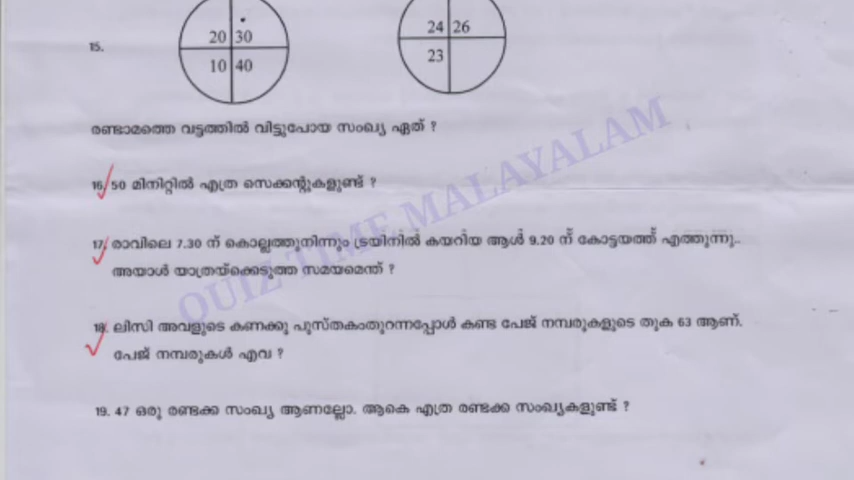 15.
20 30
10 40
24 26
23
രണ്ടാമത്തെ വട്ടത്തിൽ വിട്ടുപോയ സംഖ്യ ഏത് ?
16. 50 മിനിറ്റിൽ എത്ര സെക്കന്റുകളുണ്ട് ?
17. രാവിലെ 7.30 ന് കൊല്ലത്തുനിന്നും ട്രയിനിൽ കയറിയ ആൾ 9.20 ന് കോട്ടയത്ത് എത്തുന്നു..
അയാൾ യാത്രയ്ക്കെടുത്ത സമയമെന്ത് ?
18. ലിസി അവളുടെ കണക്കു പുസ്തകംതുറന്നപ്പോൾ കണ്ട പേജ് നമ്പരുകളുടെ തുക 63 ആണ്.
പേജ് നമ്പരുകൾ എവ ?
19. 47 ഒരു രണ്ടക്ക സംഖ്യ ആണല്ലോ. ആകെ എത്ര രണ്ടക്ക സംഖ്യകളുണ്ട് ?
QUIZ TIME MALAYALAM